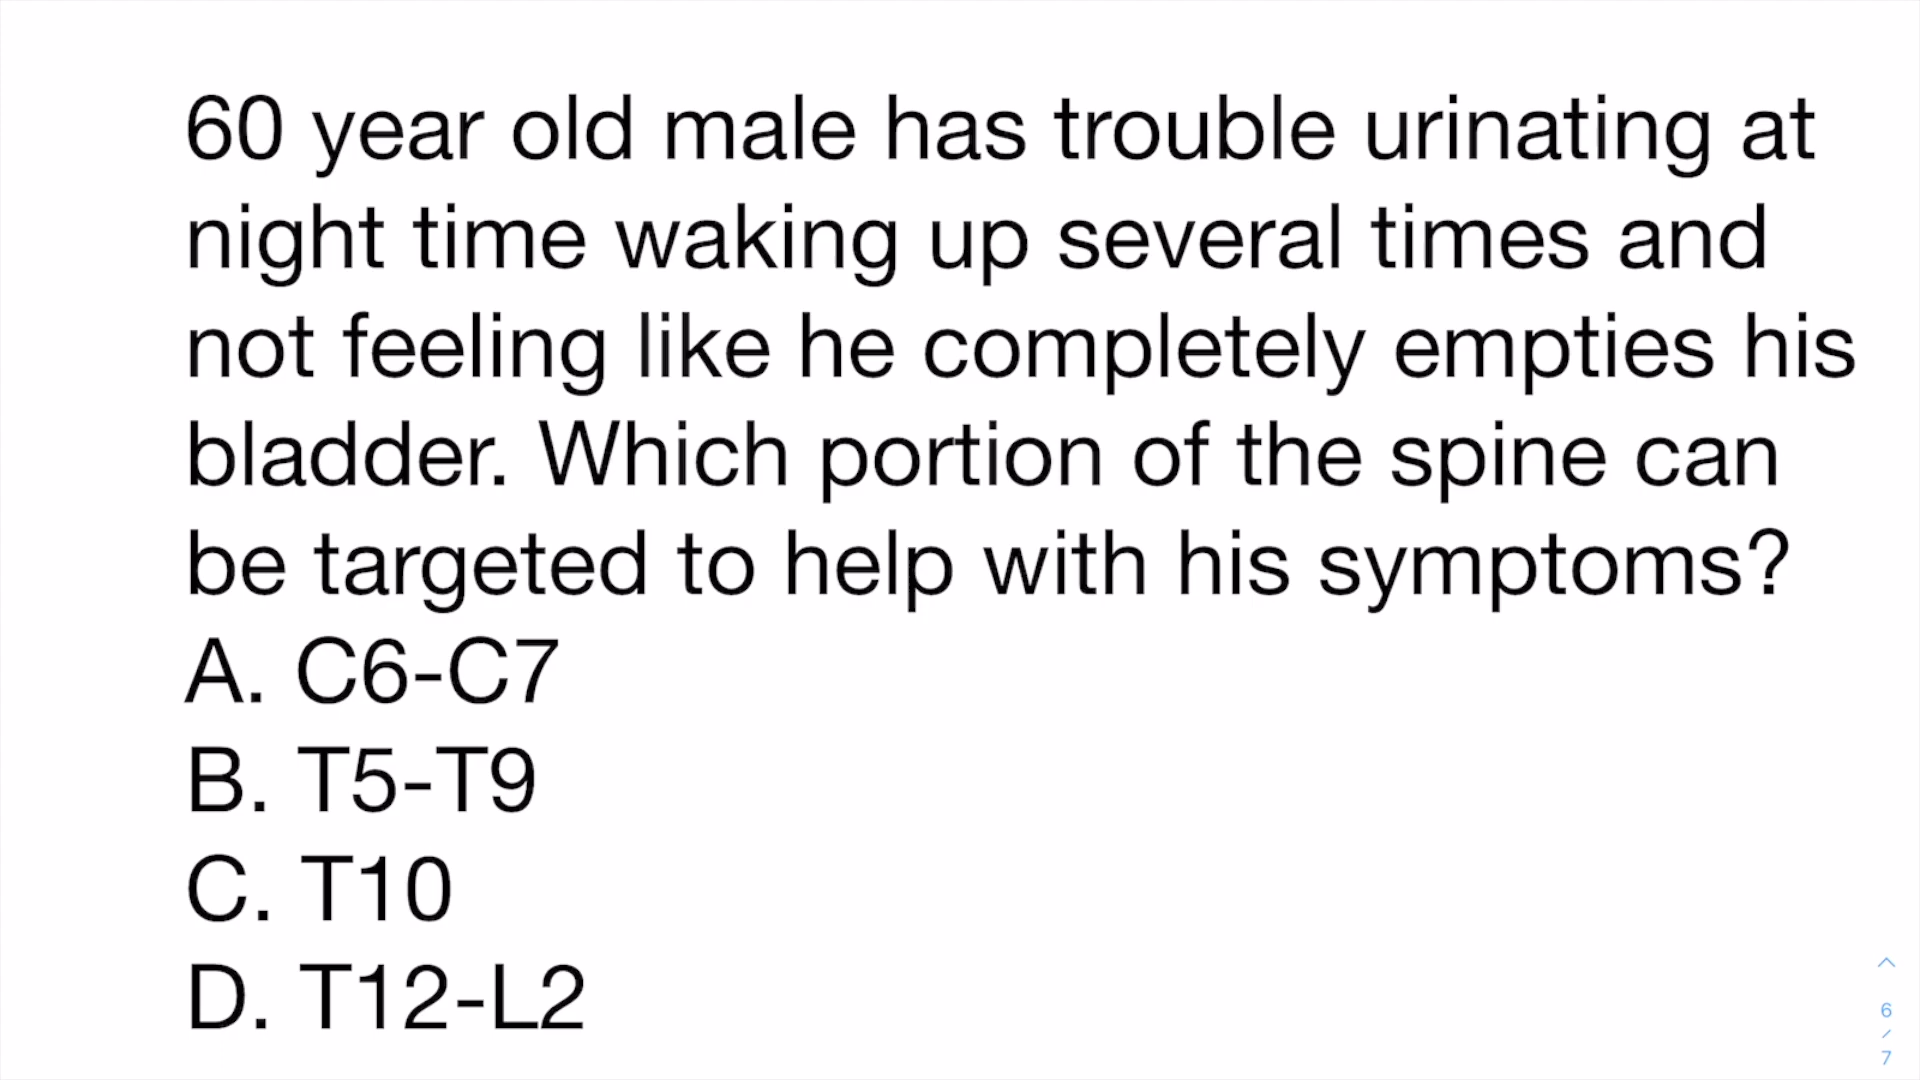 60 year old male has trouble urinating at
night time waking up several times and
not feeling like he completely empties his
bladder. Which portion of the spine can
be targeted to help with his symptoms?
A. C6-C7
B. T5-T9
C. T10
D. T12-L2
6
/
7